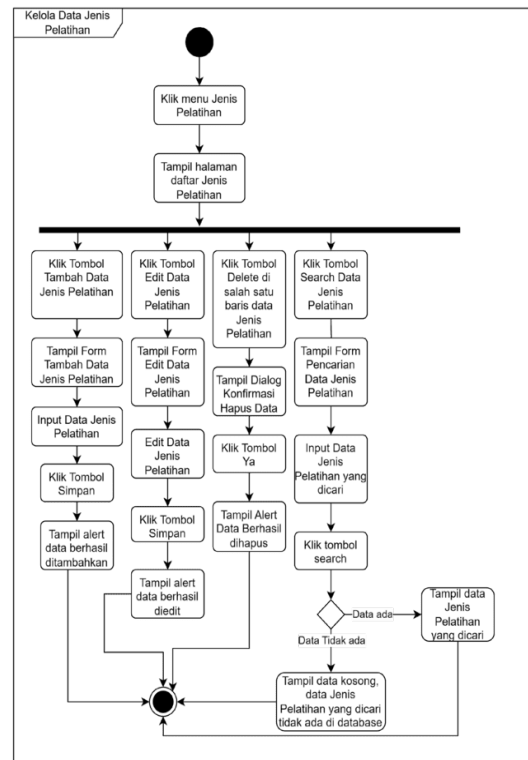 Kelola Data Jenis
Pelatihan
Klik menu Jenis
Pelatihan
Tampil halaman
daftar Jenis
Pelatihan
Klik Tombol
Tambah Data
Jenis Pelatihan
Tampil Form
Tambah Data
Jenis Pelatihan
Input Data Jenis
Pelatihan
Klik Tombol
Simpan
Tampil alert
data berhasil
ditambahkan
Klik Tombol
Edit Data
Jenis
Pelatihan
Tampil Form
Edit Data
Jenis
Pelatihan
Edit Data
Jenis
Pelatihan
Klik Tombol
Simpan
Tampil alert
data berhasil
diedit
Klik Tombol
Delete di
salah satu
baris data
Jenis
Pelatihan
Tampil Dialog
Konfirmasi
Hapus Data
Klik Tombol
Ya
Tampil Alert
Data Berhasil
dihapus
Klik Tombol
Search Data
Jenis
Pelatihan
Tampil Form
Pencarian
Data Jenis
Pelatihan
Input Data
Jenis
Pelatihan yang
dicari
Klik tombol
search
Data ada
Tampil data
Jenis
Pelatihan
yang dicari
Data Tidak ada
Tampil data kosong,
data Jenis
Pelatihan yang dicari
tidak ada di database